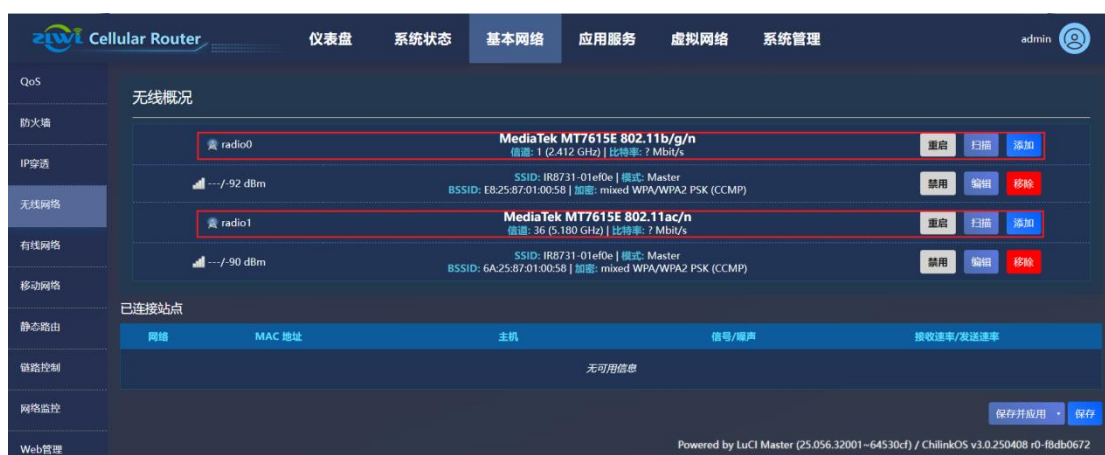 ziwi Cellular Router 仪表盘 系统状态 基本网络 应用服务 虚拟网络 系统管理 admin
QoS
防火墙
IP穿透
无线网络
有线网络
移动网络
静态路由
链路控制
网络监控
Web管理
无线概况
radio0
MediaTek MT7615E 802.11b/g/n
信道: 1 (2.412 GHz) | 比特率: ? Mbit/s
重启 扫描 添加
---/-92 dBm
SSID: IR8731-01ef0e | 模式: Master
BSSID: E8:25:87:01:00:58 | 加密: mixed WPA/WPA2 PSK (CCMP)
禁用 编辑 移除
radio1
MediaTek MT7615E 802.11ac/n
信道: 36 (5.180 GHz) | 比特率: ? Mbit/s
重启 扫描 添加
---/-90 dBm
SSID: IR8731-01ef0e | 模式: Master
BSSID: 6A:25:87:01:00:58 | 加密: mixed WPA/WPA2 PSK (CCMP)
禁用 编辑 移除
已连接站点
网络 MAC 地址 主机 信号/噪声 接收速率/发送速率
无可用信息
保存并应用 保存
Powered by LuCI Master (25.056.32001~64530cf) / ChilinkOS v3.0.250408 r0-f8db0672